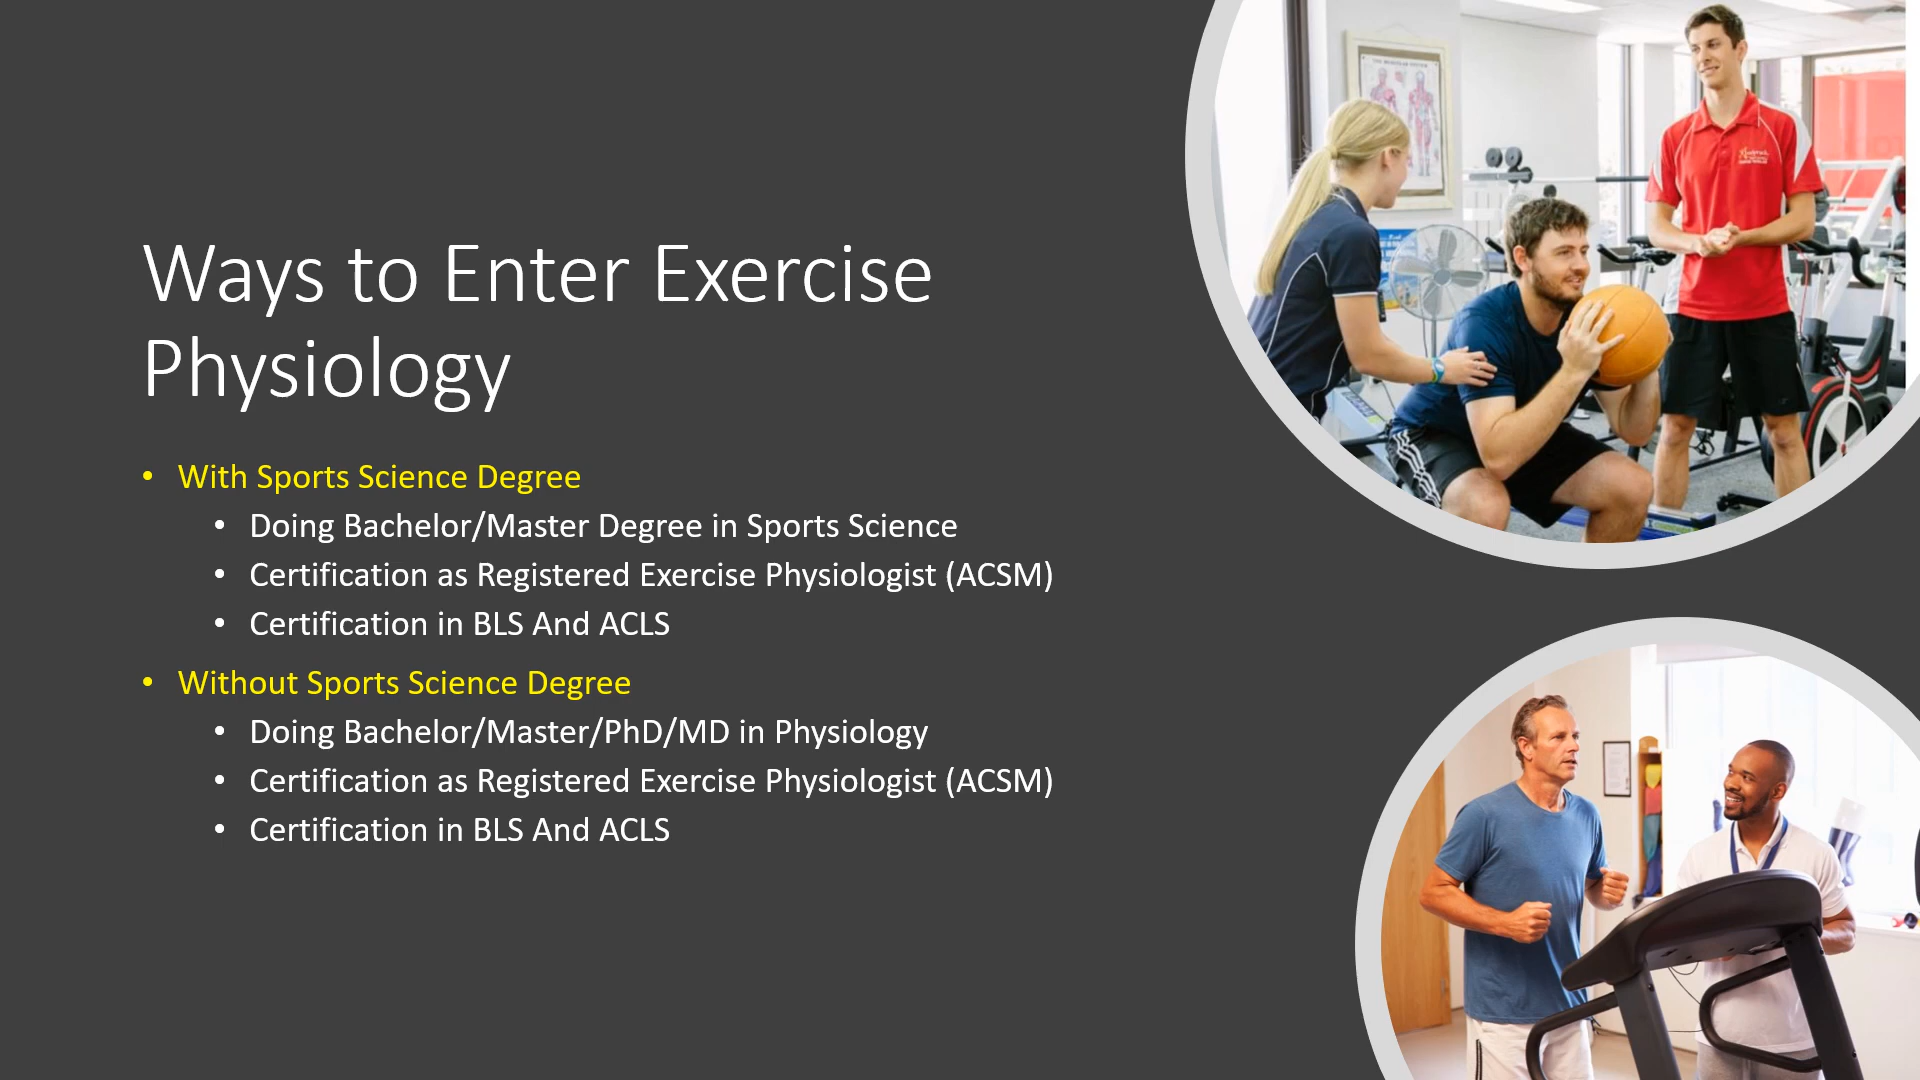 Ways to Enter Exercise
Physiology
• With Sports Science Degree
• Doing Bachelor/Master Degree in Sports Science
• Certification as Registered Exercise Physiologist (ACSM)
• Certification in BLS And ACLS
• Without Sports Science Degree
• Doing Bachelor/Master/PhD/MD in Physiology
• Certification as Registered Exercise Physiologist (ACSM)
• Certification in BLS And ACLS